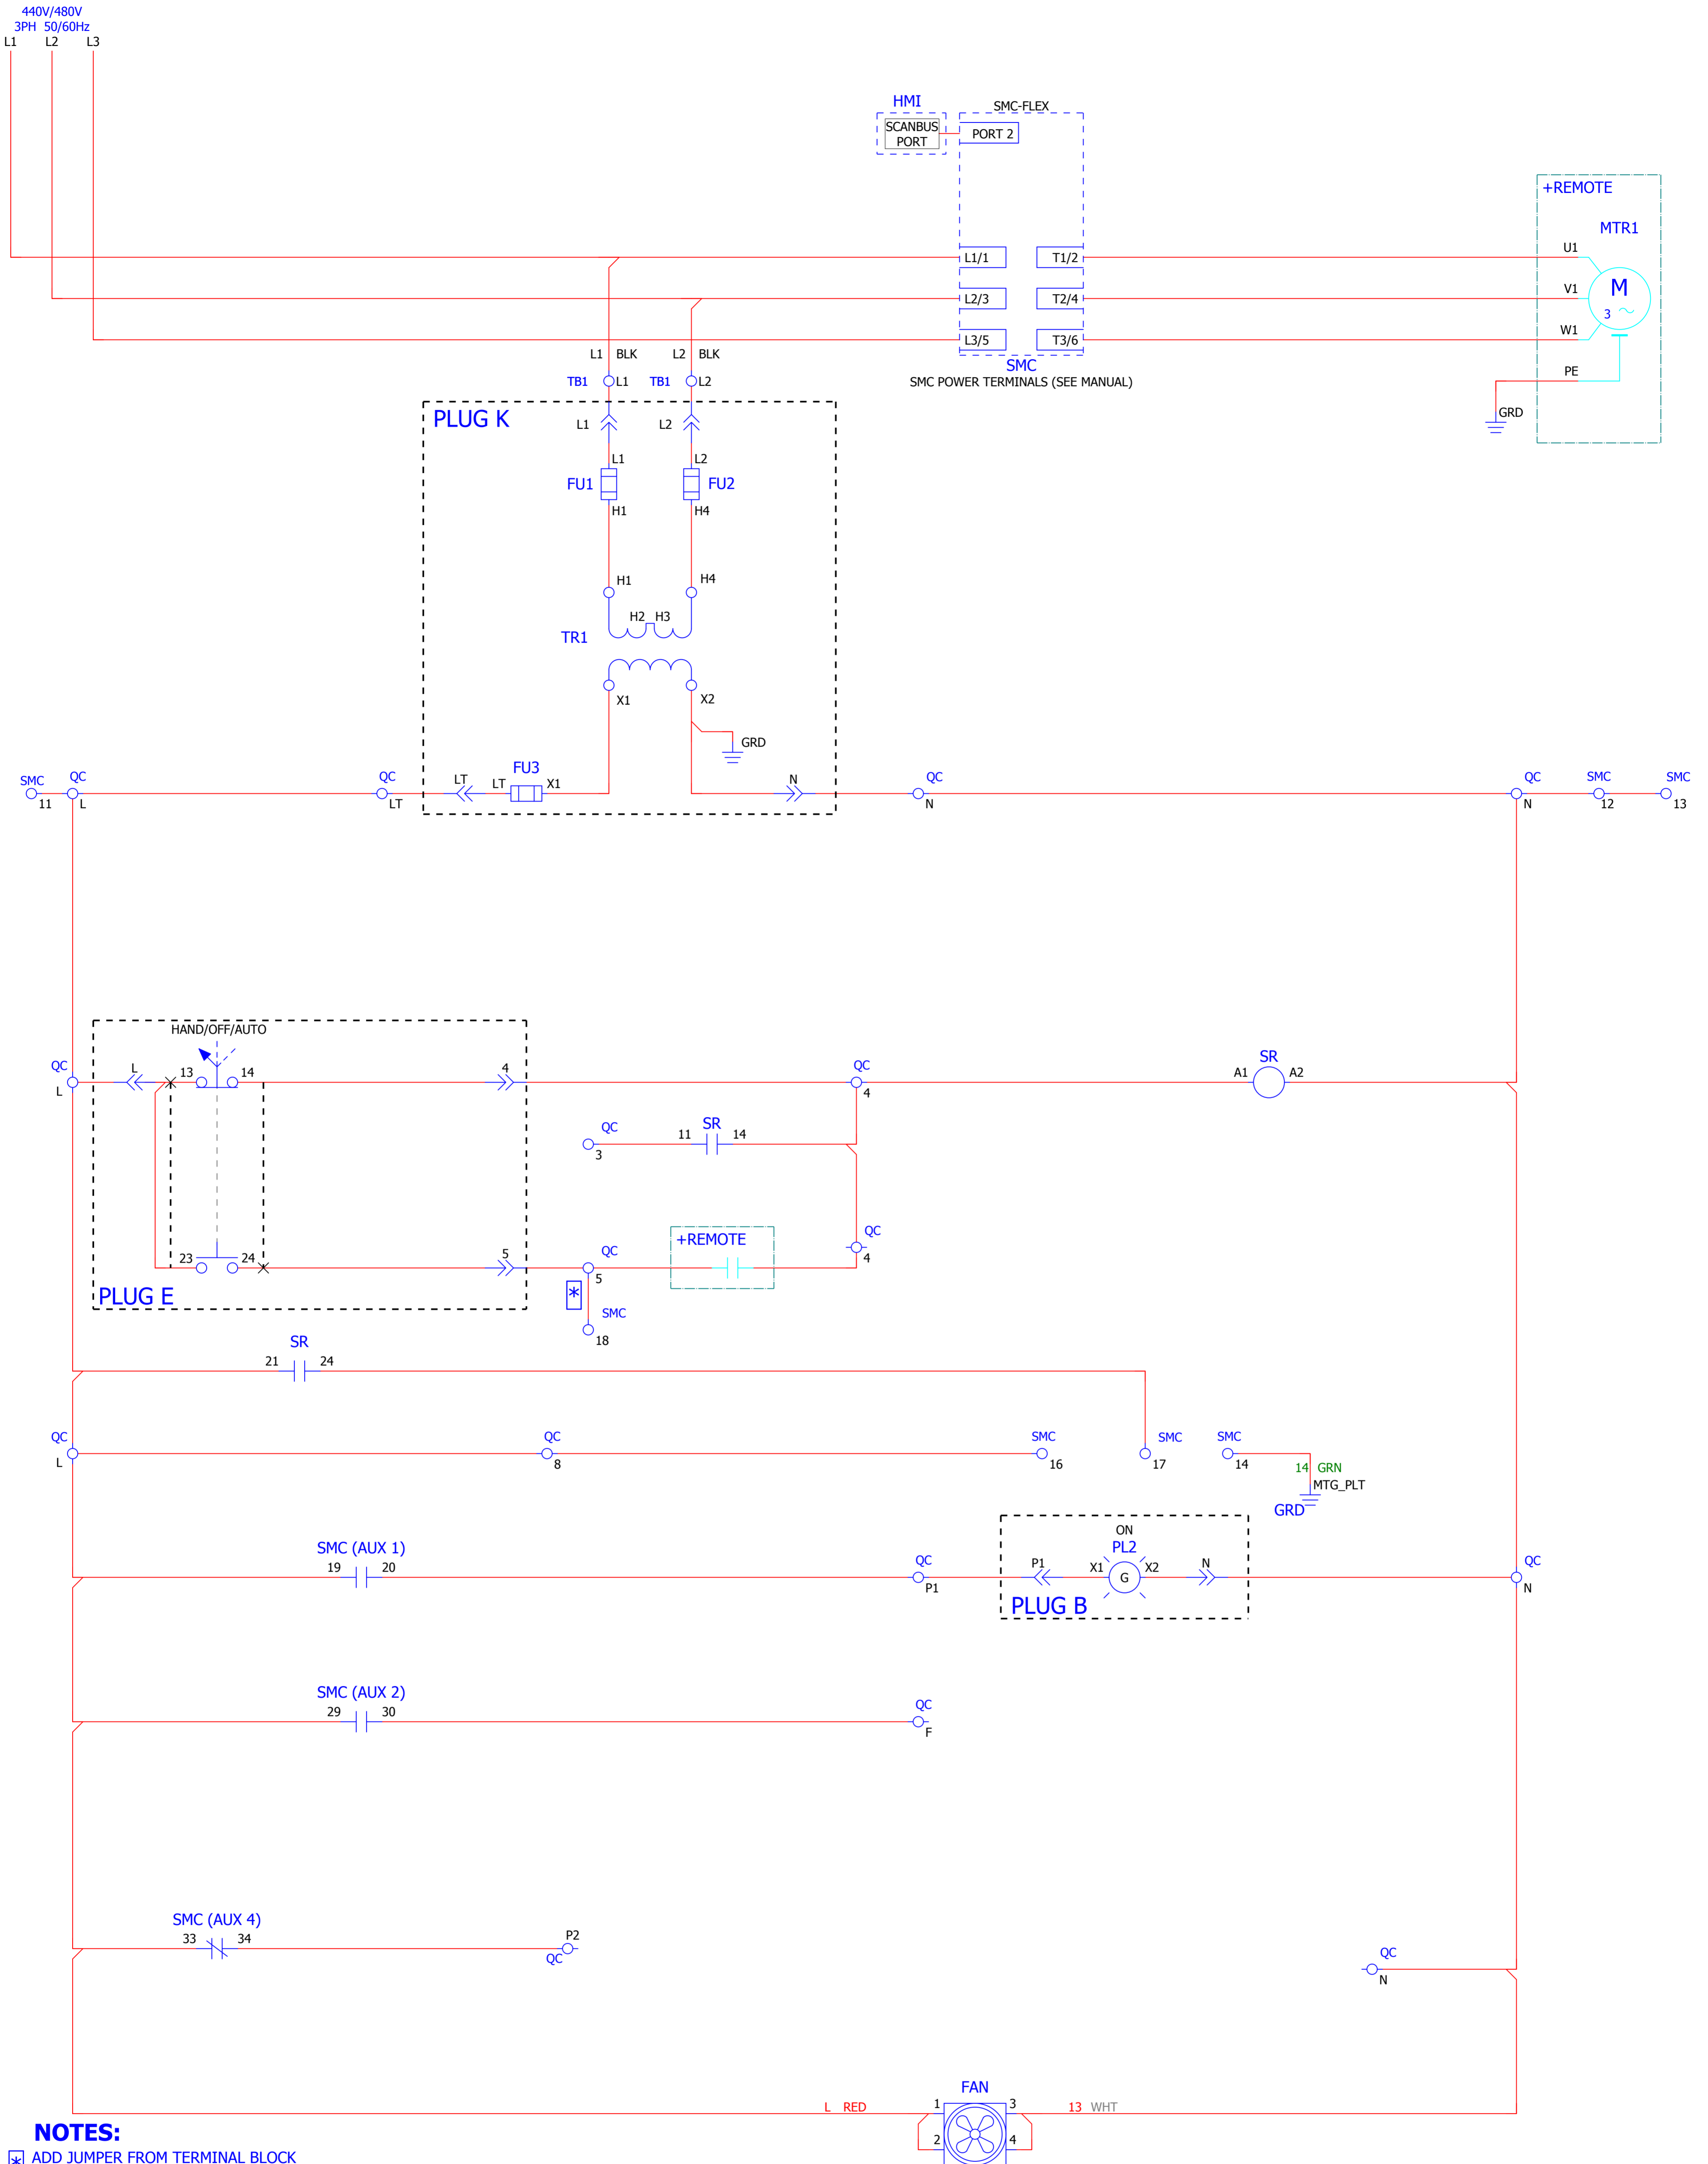 440V/480V
3PH 50/60Hz
L1 L2 L3
HMI
SCANBUS
PORT
SMC-FLEX
PORT 2
+REMOTE
MTR1
U1
V1
W1
PE
M
3
GRD
L1/1 T1/2
L2/3 T2/4
L3/5 T3/6
SMC
SMC POWER TERMINALS (SEE MANUAL)
L1 BLK L2 BLK
TB1 L1 TB1 L2
PLUG K
L1 L2
L1 L2
FU1 FU2
H1 H4
H1 H4
H2 H3
TR1
X1 X2
GRD
SMC QC QC LT FU3 LT X1 N QC QC SMC SMC
11 L LT N N 12 13
HAND/OFF/AUTO
QC L 13 14 4 QC SR
L 4 A1 A2
QC SR
3 11 14
QC
4
+REMOTE
23 24 5 QC
5
PLUG E
*
SMC
18
SR
21 24
QC QC SMC SMC SMC
L 8 16 17 14
14 GRN
MTG_PLT
GRD
SMC (AUX 1)
19 20
QC
P1
ON
PL2
P1 X1 G X2 N
PLUG B
QC
N
SMC (AUX 2)
29 30
QC
F
SMC (AUX 4)
33 34
P2
QC
QC
N
FAN
L RED 1 3 13 WHT
2 4
NOTES:
* ADD JUMPER FROM TERMINAL BLOCK